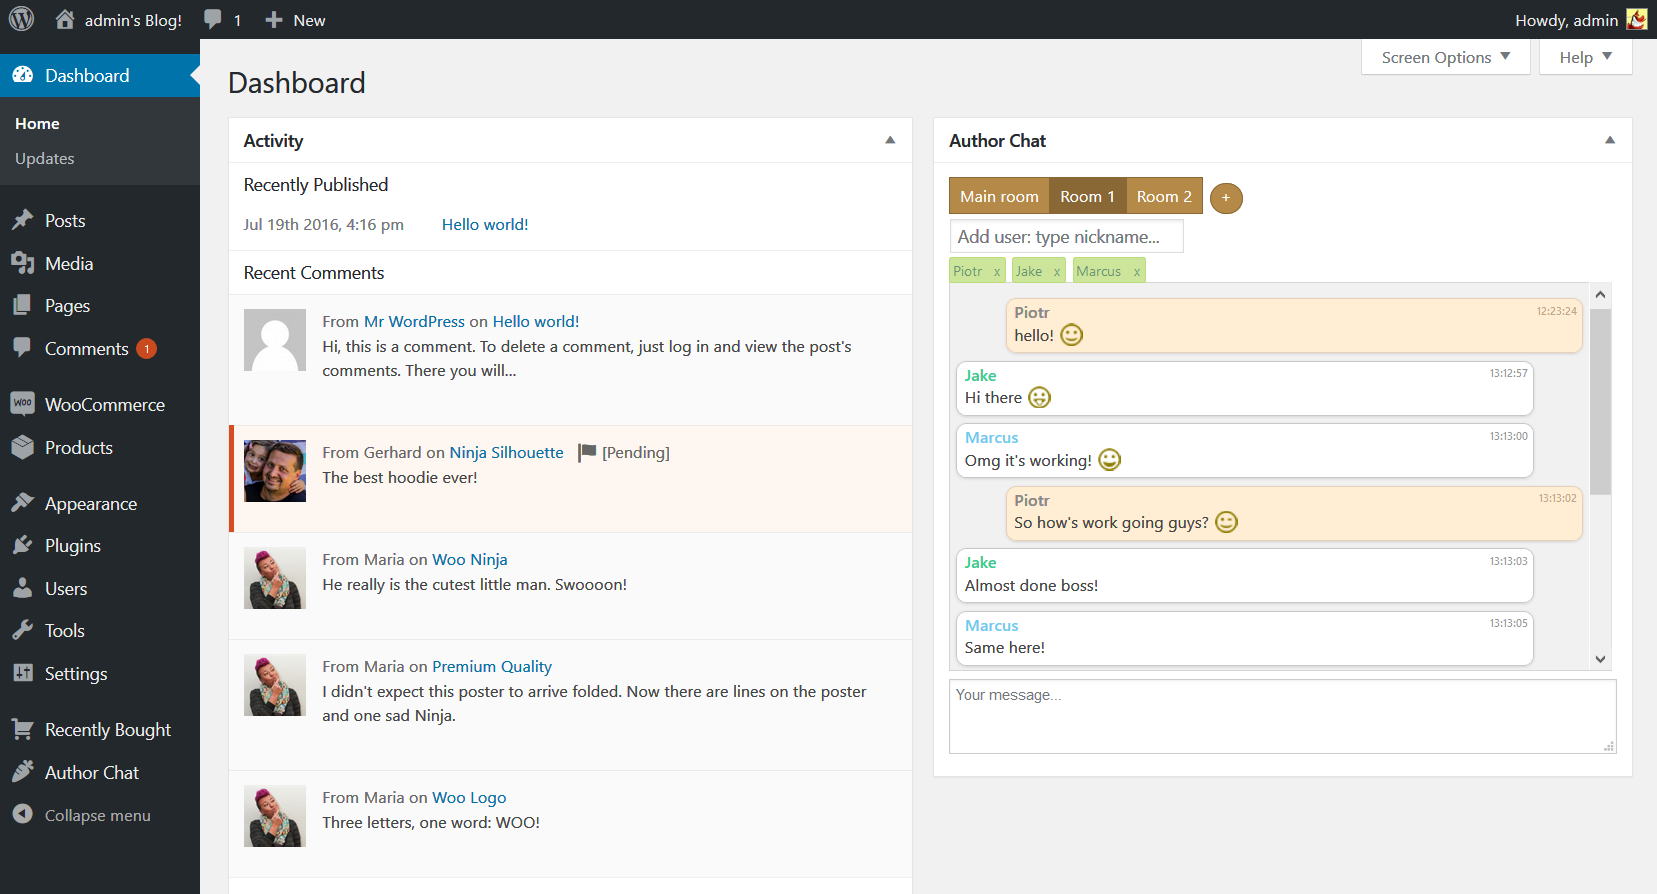 admin's Blog!
1
New
Howdy, admin
Dashboard
Home
Updates
Posts
Media
Pages
Comments 1
WOO
WooCommerce
Products
Appearance
Plugins
Users
Tools
Settings
Recently Bought
Author Chat
Collapse menu
Screen Options
Help
Dashboard
Activity
Recently Published
Jul 19th 2016, 4:16 pm Hello world!
Recent Comments
From Mr WordPress on Hello world!
Hi, this is a comment. To delete a comment, just log in and view the post's
comments. There you will...
From Gerhard on Ninja Silhouette [Pending]
The best hoodie ever!
From Maria on Woo Ninja
He really is the cutest little man. Swoooon!
From Maria on Premium Quality
I didn't expect this poster to arrive folded. Now there are lines on the poster
and one sad Ninja.
From Maria on Woo Logo
Three letters, one word: WOO!
Author Chat
Main room Room 1 Room 2 +
Add user: type nickname...
Piotr x Jake x Marcus x
Piotr 12:23:24
hello!
Jake 13:12:57
Hi there
Marcus 13:13:00
Omg it's working!
Piotr 13:13:02
So how's work going guys?
Jake 13:13:03
Almost done boss!
Marcus 13:13:05
Same here!
Your message...